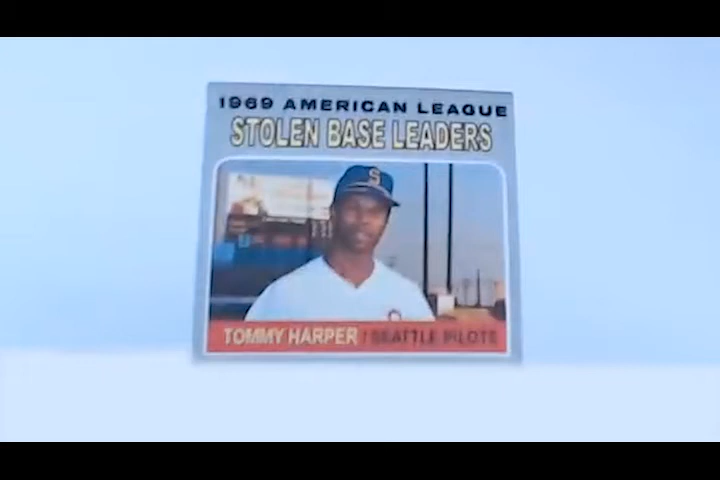 1969 AMERICAN LEAGUE
STOLEN BASE LEADERS
S
TOMMY HARPER / SEATTLE PILOTS